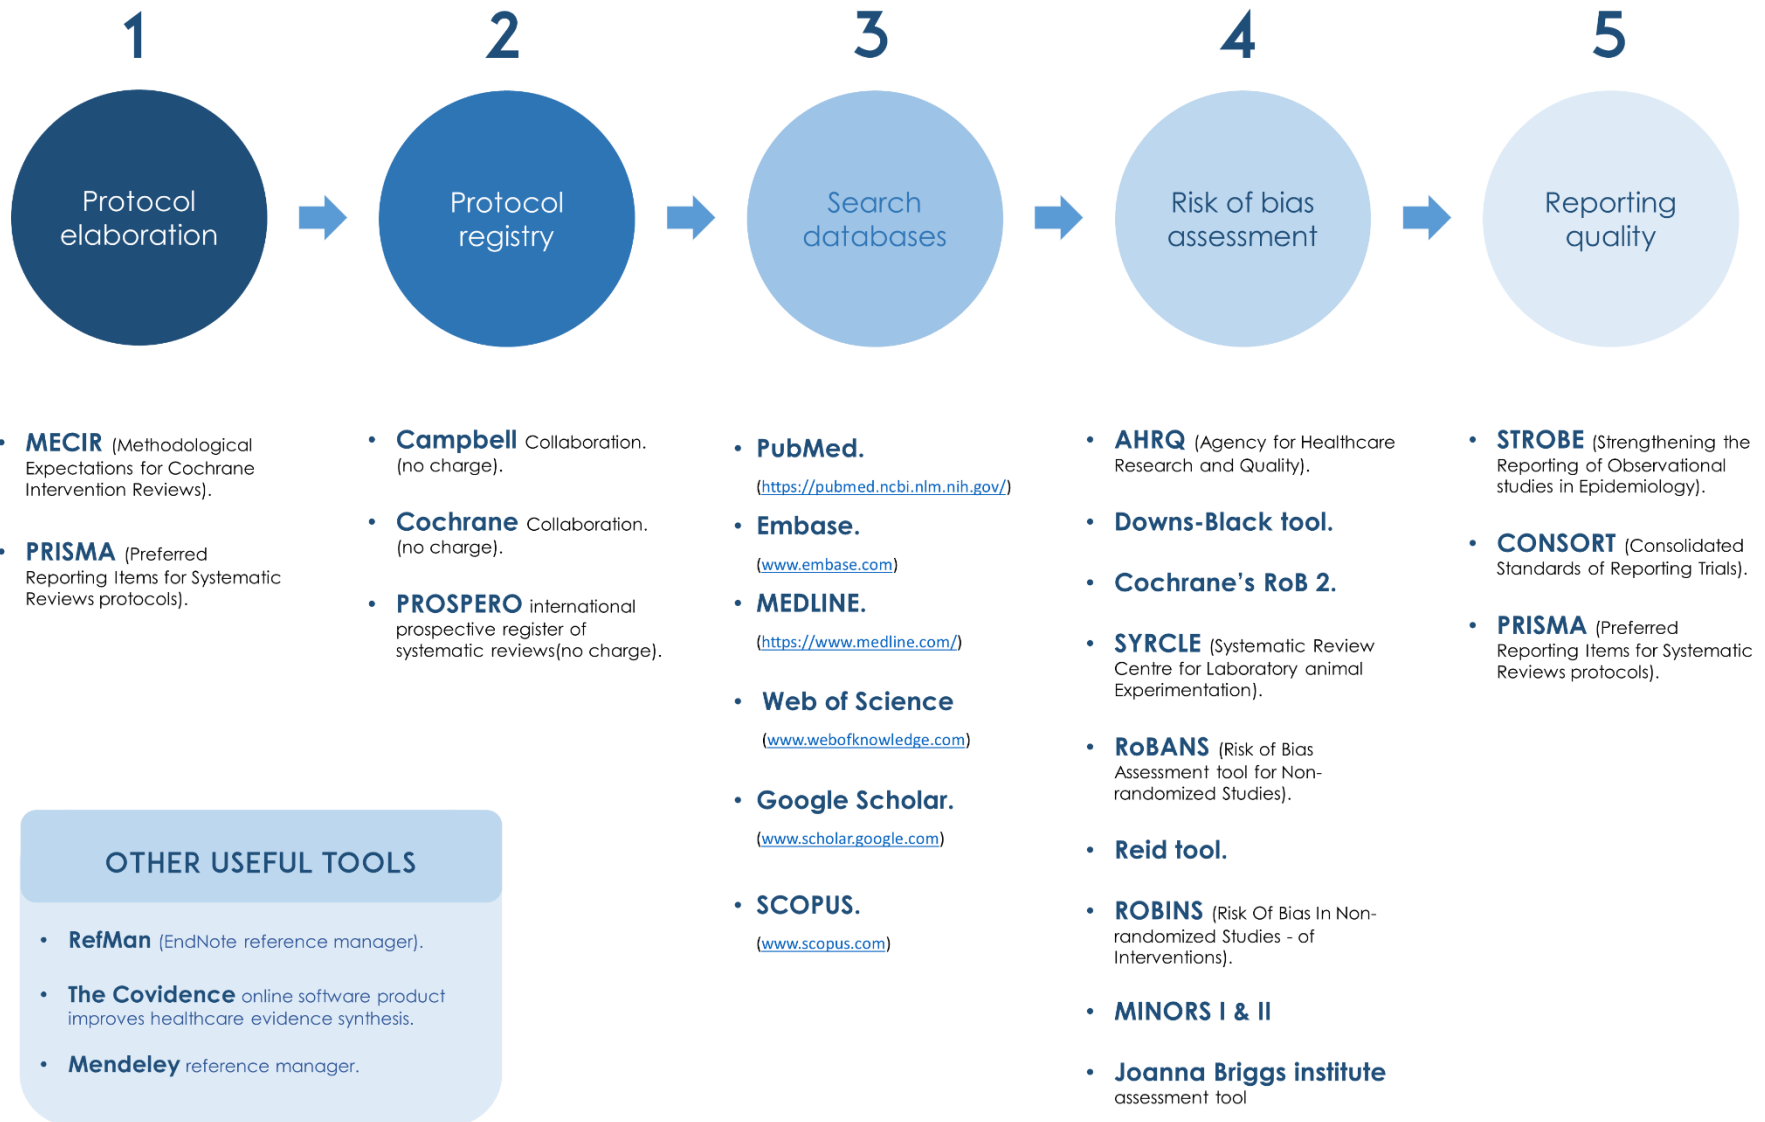 1
Protocol
elaboration
• MECIR (Methodological
Expectations for Cochrane
Intervention Reviews).
• PRISMA (Preferred
Reporting Items for Systematic
Reviews protocols).
2
Protocol
registry
• Campbell Collaboration.
(no charge).
• Cochrane Collaboration.
(no charge).
• PROSPERO international
prospective register of
systematic reviews(no charge).
3
Search
databases
• PubMed.
(https://pubmed.ncbi.nlm.nih.gov/)
• Embase.
(www.embase.com)
• MEDLINE.
(https://www.medline.com/)
• Web of Science
(www.webofknowledge.com)
• Google Scholar.
(www.scholar.google.com)
• SCOPUS.
(www.scopus.com)
4
Risk of bias
assessment
• AHRQ (Agency for Healthcare
Research and Quality).
• Downs-Black tool.
• Cochrane’s RoB 2.
• SYRCLE (Systematic Review
Centre for Laboratory animal
Experimentation).
• RoBANS (Risk of Bias
Assessment tool for Non-
randomized Studies).
• Reid tool.
• ROBINS (Risk Of Bias In Non-
randomized Studies - of
Interventions).
• MINORS I & II
• Joanna Briggs institute
assessment tool
5
Reporting
quality
• STROBE (Strengthening the
Reporting of Observational
studies in Epidemiology).
• CONSORT (Consolidated
Standards of Reporting Trials).
• PRISMA (Preferred
Reporting Items for Systematic
Reviews protocols).
OTHER USEFUL TOOLS
• RefMan (EndNote reference manager).
• The Covidence online software product
improves healthcare evidence synthesis.
• Mendeley reference manager.